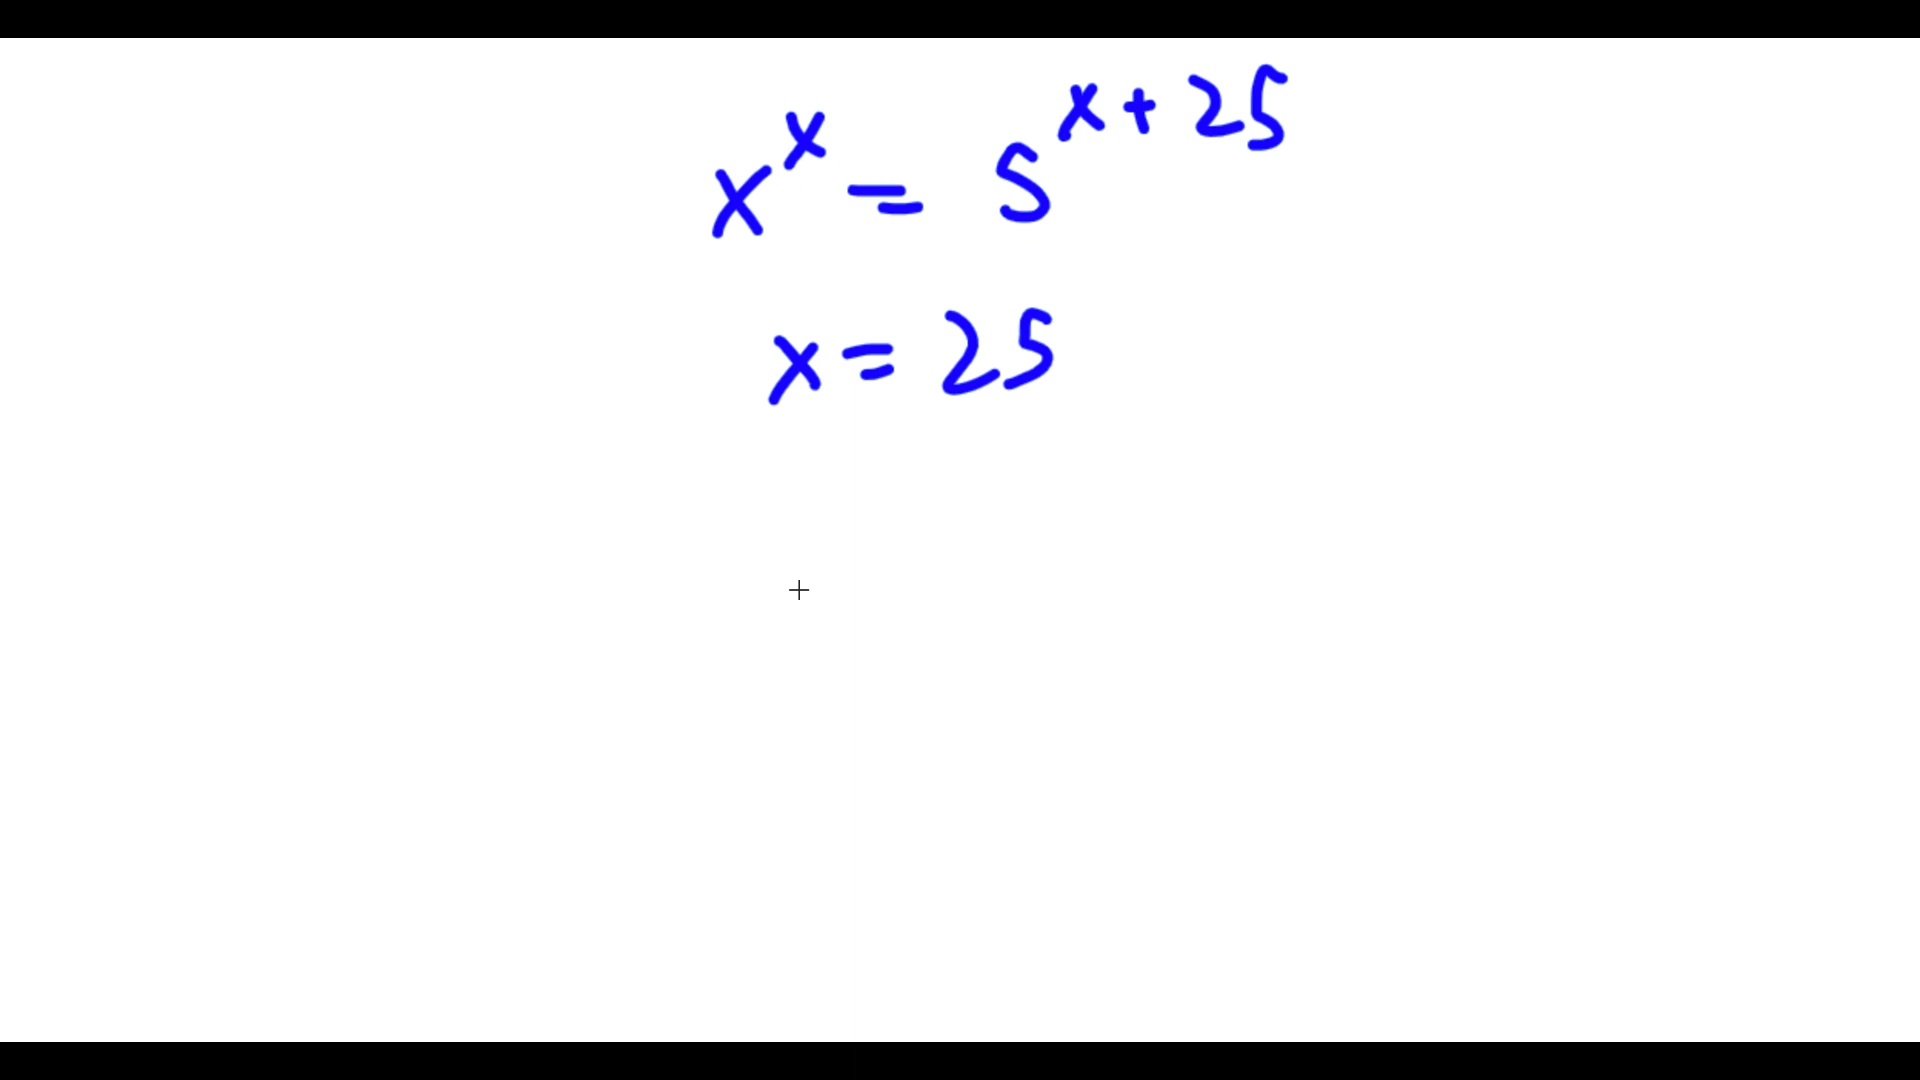 x^x = 5^{x+25}
x = 25